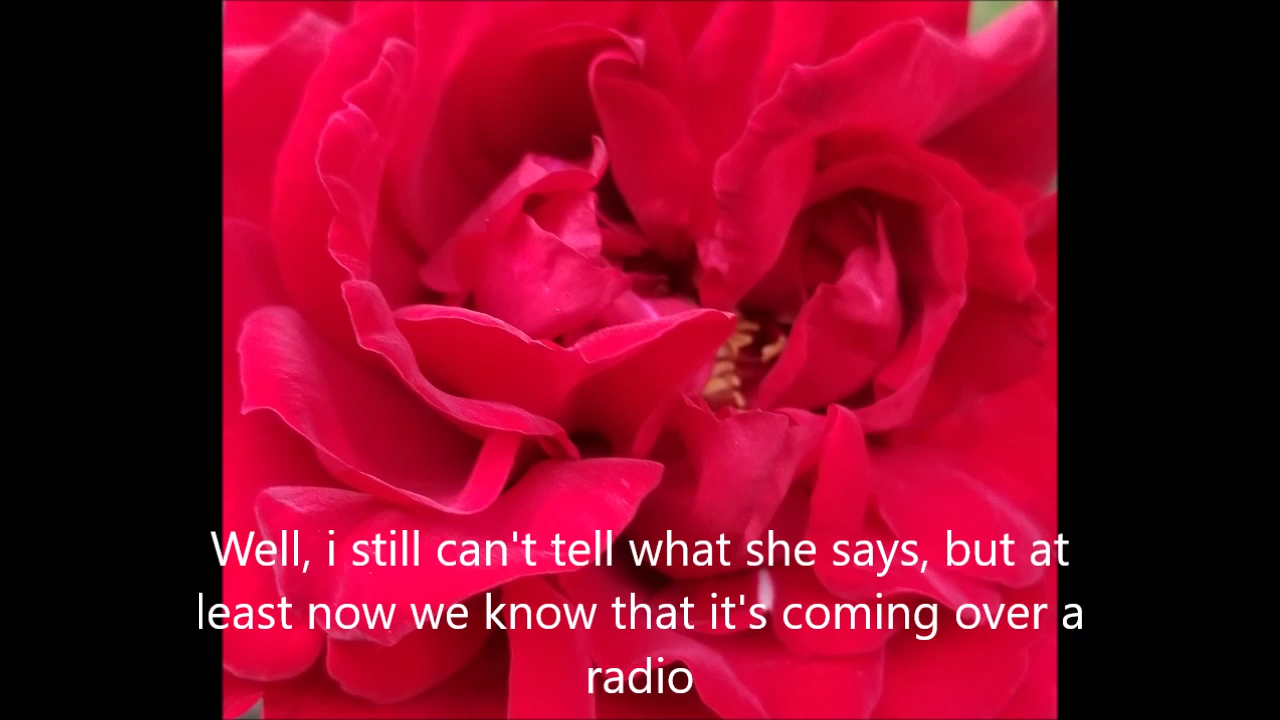 Well, i still can't tell what she says, but at
least now we know that it's coming over a
radio